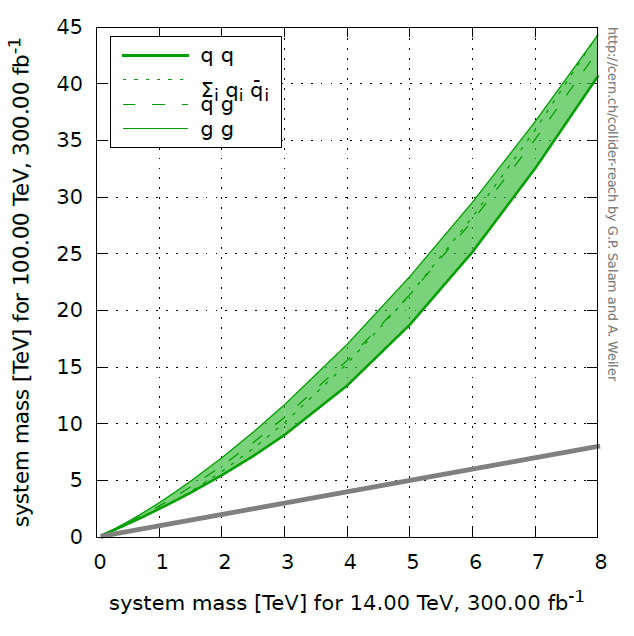 system mass [TeV] for 100.00 TeV, 300.00 fb⁻¹
45
40
35
30
25
20
15
10
5
0
q q
Σᵢ qᵢ q̄ᵢ
q g
g g
0 1 2 3 4 5 6 7 8
system mass [TeV] for 14.00 TeV, 300.00 fb⁻¹
http://cern.ch/collider-reach by G.P. Salam and A. Weiler